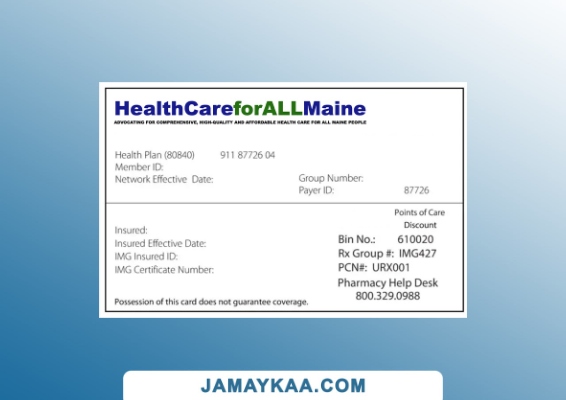 HealthCareforALLMaine
ADVOCATING FOR COMPREHENSIVE, HIGH-QUALITY AND AFFORDABLE HEALTH CARE FOR ALL MAINE PEOPLE
Health Plan (80840) 911 87726 04
Member ID:
Network Effective Date:
Group Number:
Payer ID: 87726
Insured:
Insured Effective Date:
IMG Insured ID:
IMG Certificate Number:
Points of Care
Discount
Bin No.: 610020
Rx Group #: IMG427
PCN#: URX001
Pharmacy Help Desk
800.329.0988
Possession of this card does not guarantee coverage.
JAMAYKAA.COM